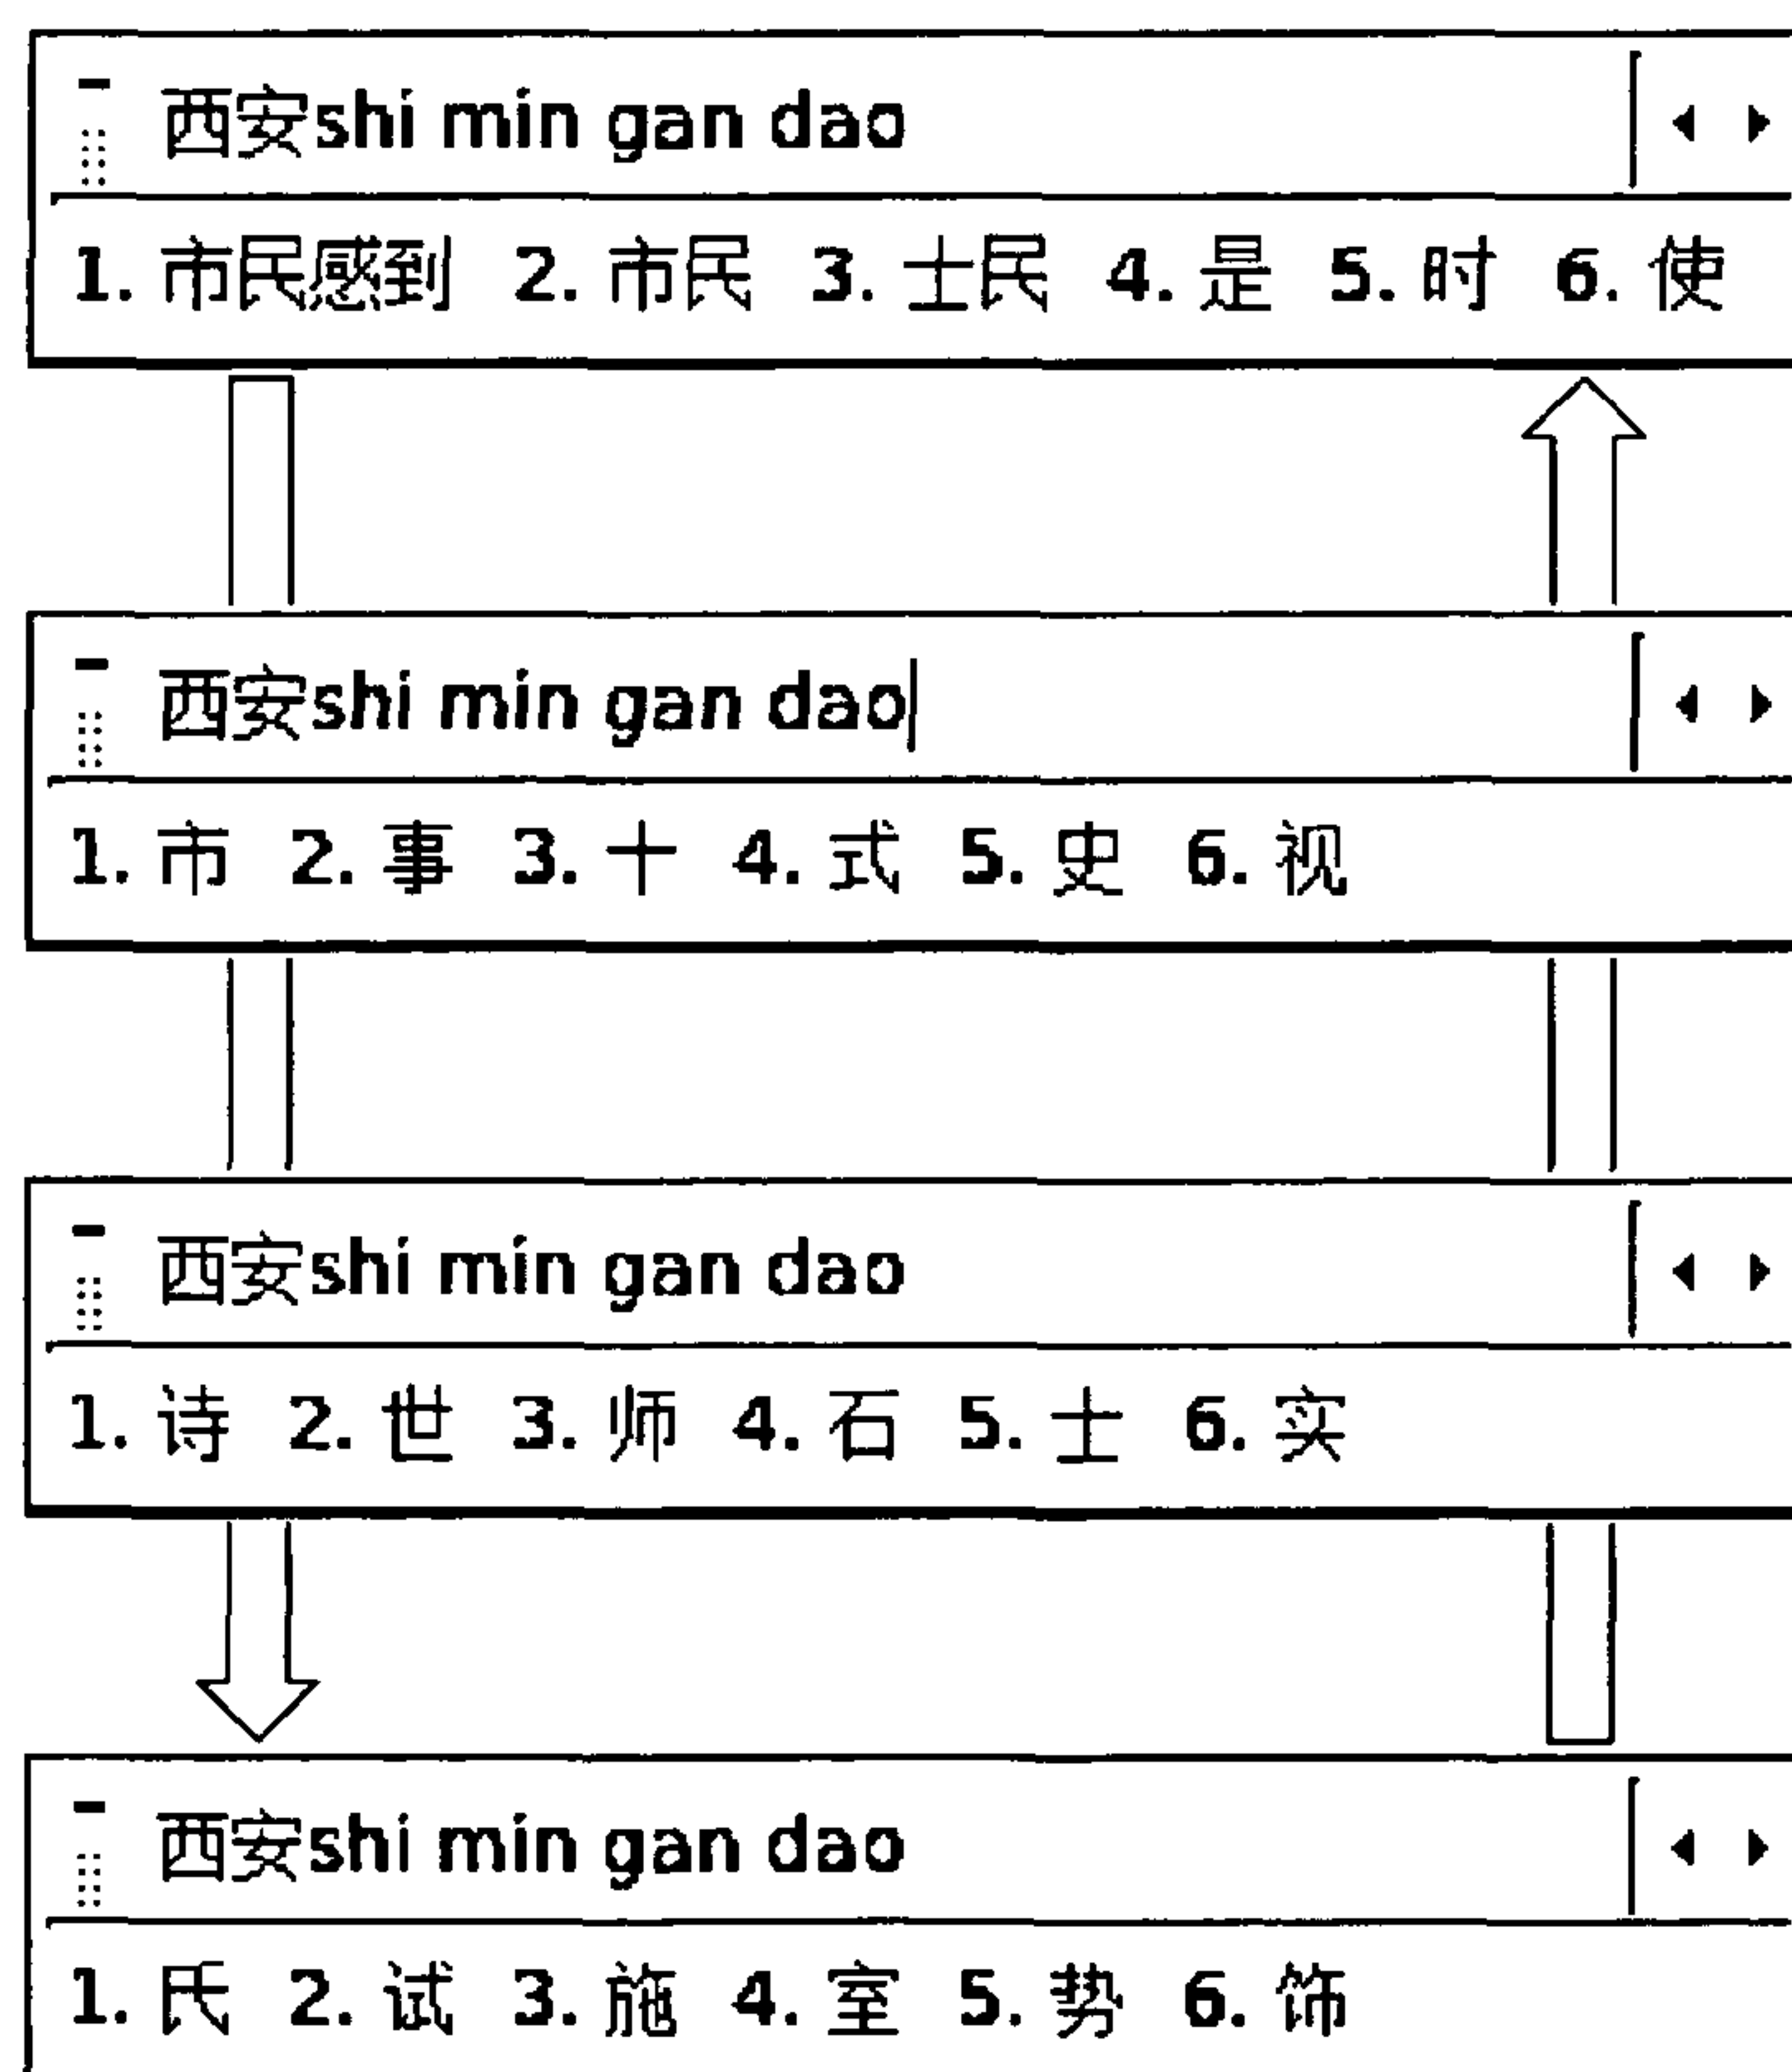 西安shi min gan dao
1. 市民感到 2. 市民 3. 士民 4. 是 5. 时 6. 使
西安shi min gan dao
1. 市 2. 事 3. 十 4. 式 5. 史 6. 视
西安shi min gan dao
1. 诗 2. 世 3. 师 4. 石 5. 士 6. 实
西安shi min gan dao
1. 氏 2. 试 3. 施 4. 室 5. 势 6. 饰